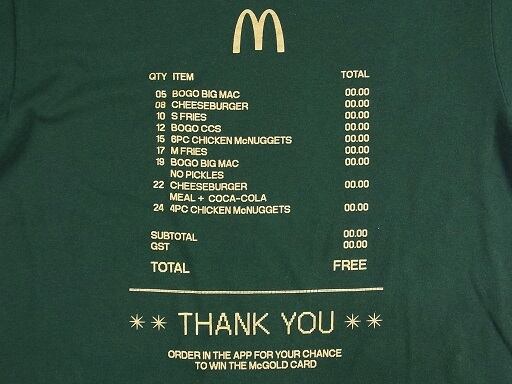 QTY ITEM TOTAL
05 BOGO BIG MAC 00.00
08 CHEESEBURGER 00.00
10 S FRIES 00.00
12 BOGO CCS 00.00
15 6PC CHICKEN McNUGGETS 00.00
17 M FRIES 00.00
19 BOGO BIG MAC 00.00
NO PICKLES
22 CHEESEBURGER 00.00
MEAL + COCA-COLA
24 4PC CHICKEN McNUGGETS 00.00
SUBTOTAL 00.00
GST 00.00
TOTAL FREE
** THANK YOU **
ORDER IN THE APP FOR YOUR CHANCE
TO WIN THE McGOLD CARD